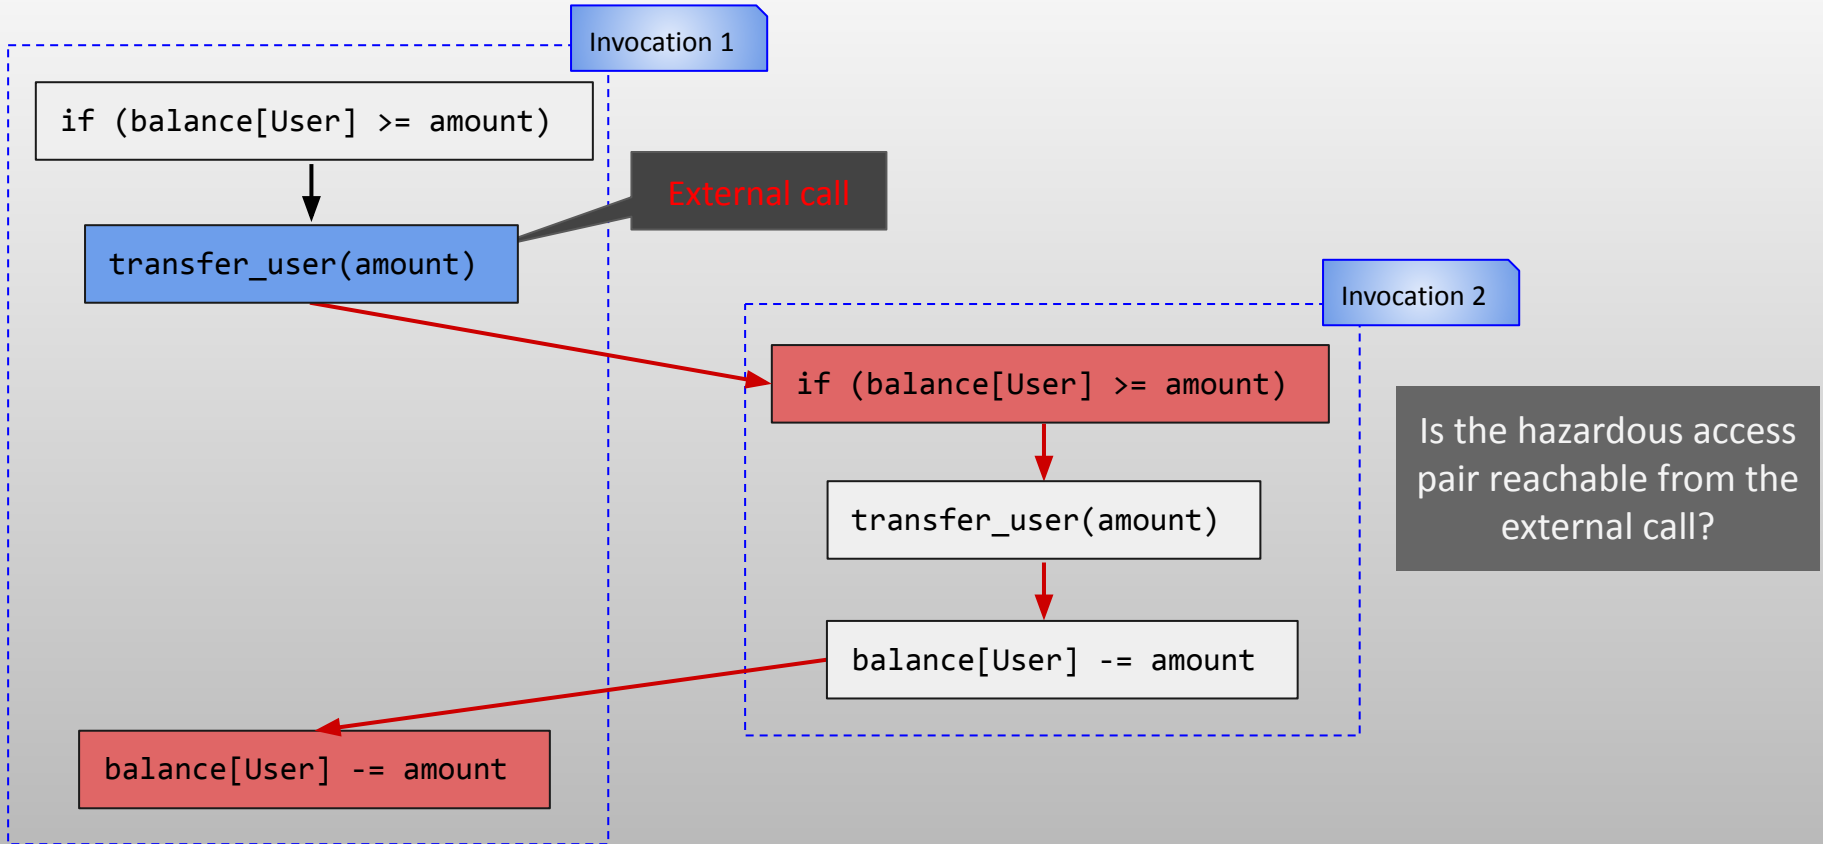 Invocation 1
if (balance[User] >= amount)
External call
transfer_user(amount)
Invocation 2
if (balance[User] >= amount)
transfer_user(amount)
balance[User] -= amount
Is the hazardous access
pair reachable from the
external call?
balance[User] -= amount